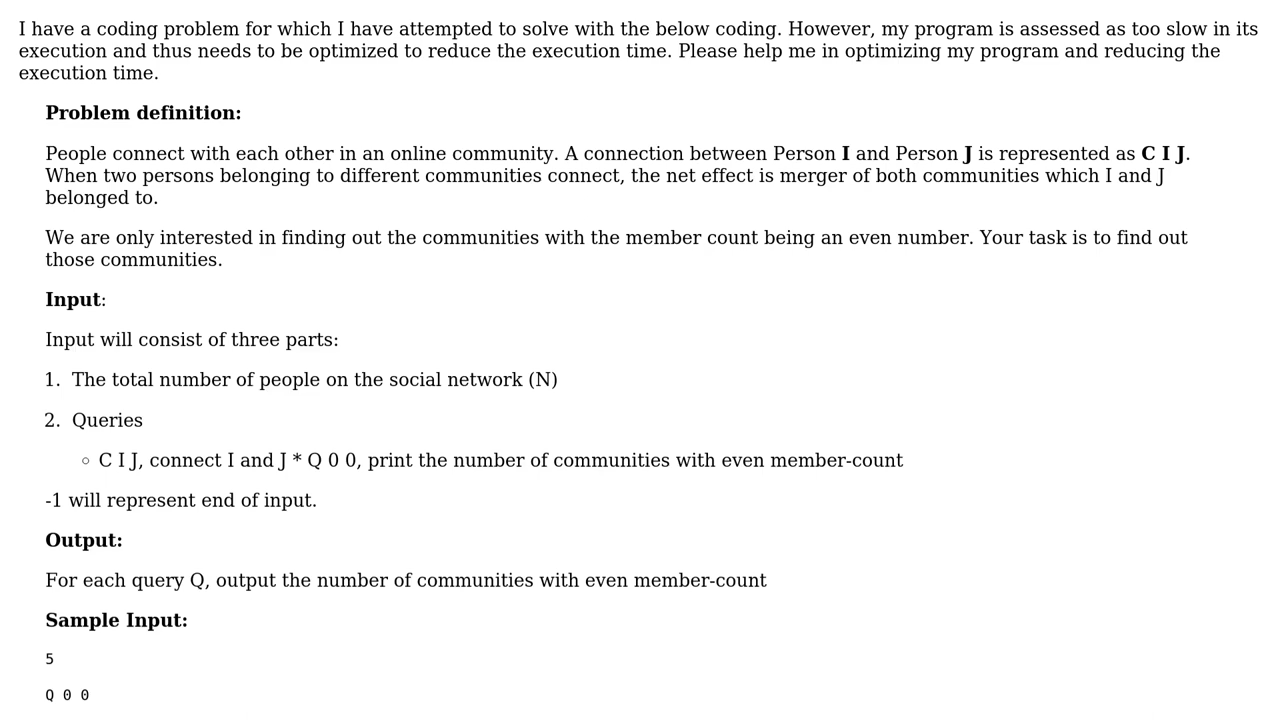 I have a coding problem for which I have attempted to solve with the below coding. However, my program is assessed as too slow in its
execution and thus needs to be optimized to reduce the execution time. Please help me in optimizing my program and reducing the
execution time.
Problem definition:
People connect with each other in an online community. A connection between Person I and Person J is represented as C I J.
When two persons belonging to different communities connect, the net effect is merger of both communities which I and J
belonged to.
We are only interested in finding out the communities with the member count being an even number. Your task is to find out
those communities.
Input:
Input will consist of three parts:
1. The total number of people on the social network (N)
2. Queries
◦ C I J, connect I and J * Q 0 0, print the number of communities with even member-count
-1 will represent end of input.
Output:
For each query Q, output the number of communities with even member-count
Sample Input:
5
Q 0 0